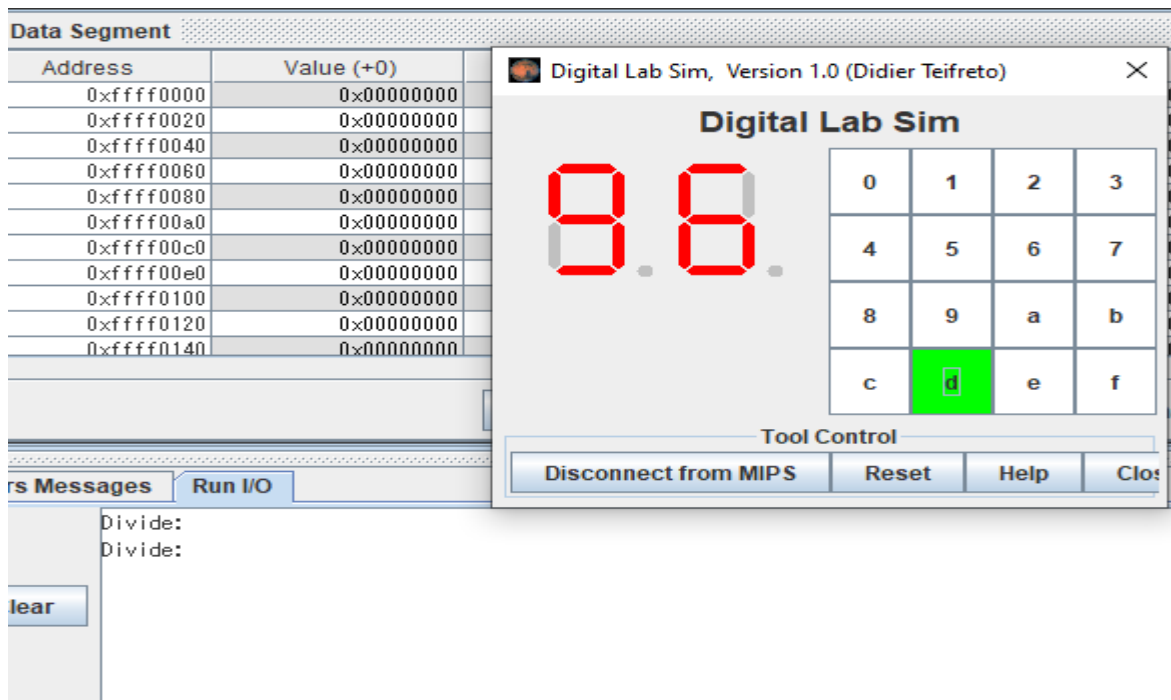 Data Segment
Address Value (+0)
0xffff0000 0x00000000
0xffff0020 0x00000000
0xffff0040 0x00000000
0xffff0060 0x00000000
0xffff0080 0x00000000
0xffff00a0 0x00000000
0xffff00c0 0x00000000
0xffff00e0 0x00000000
0xffff0100 0x00000000
0xffff0120 0x00000000
0xffff0140 0x00000000
Digital Lab Sim, Version 1.0 (Didier Teifreto)
Digital Lab Sim
96
0 1 2 3
4 5 6 7
8 9 a b
c d e f
Tool Control
Disconnect from MIPS Reset Help Clos
rs Messages Run I/O
Divide:
Divide:
lear